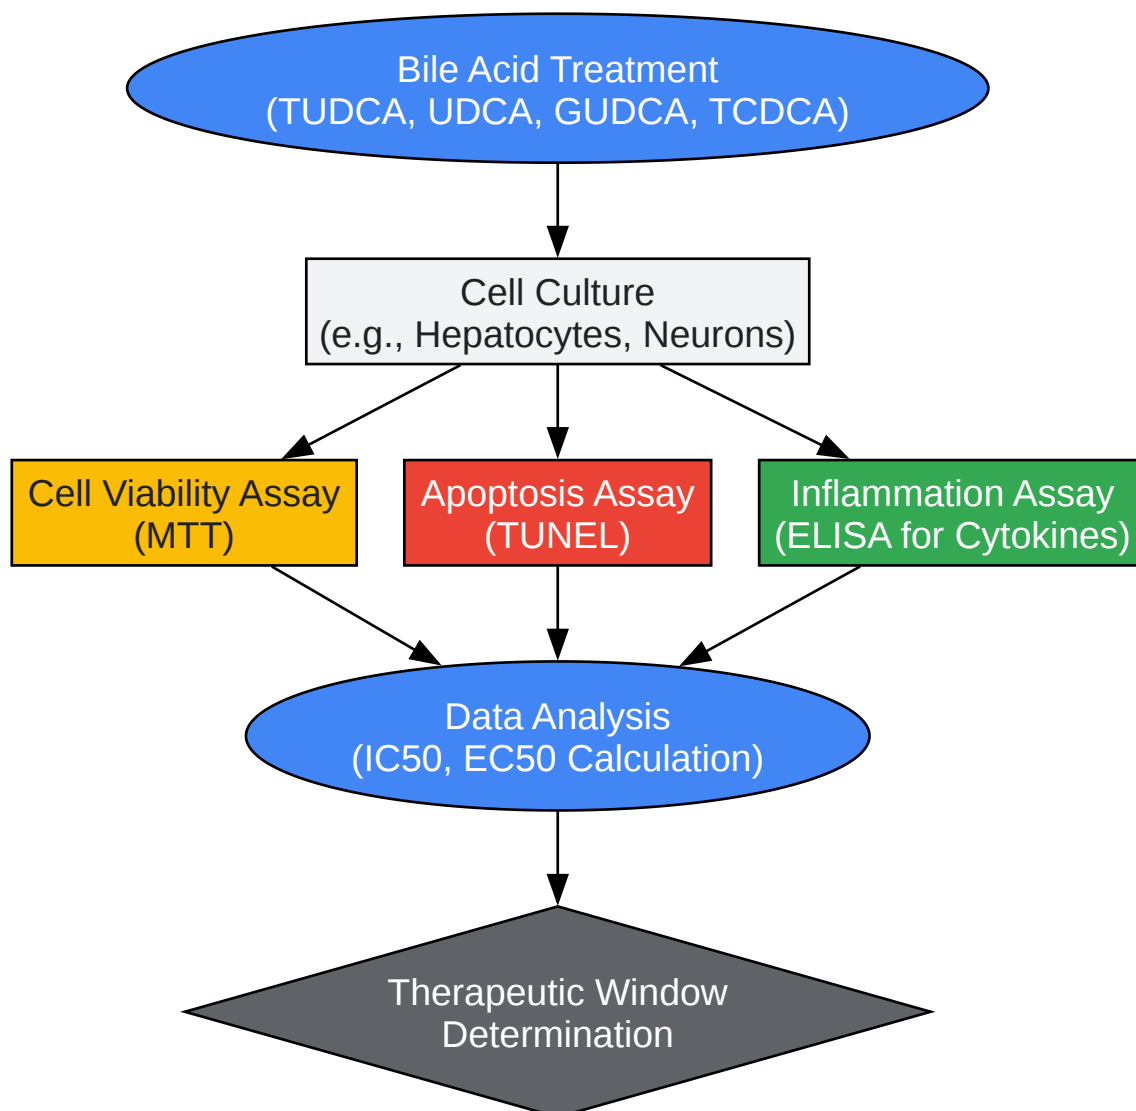 Bile Acid Treatment
(TUDCA, UDCA, GUDCA, TCDCA)
Cell Culture
(e.g., Hepatocytes, Neurons)
Cell Viability Assay
(MTT)
Apoptosis Assay
(TUNEL)
Inflammation Assay
(ELISA for Cytokines)
Data Analysis
(IC50, EC50 Calculation)
Therapeutic Window
Determination